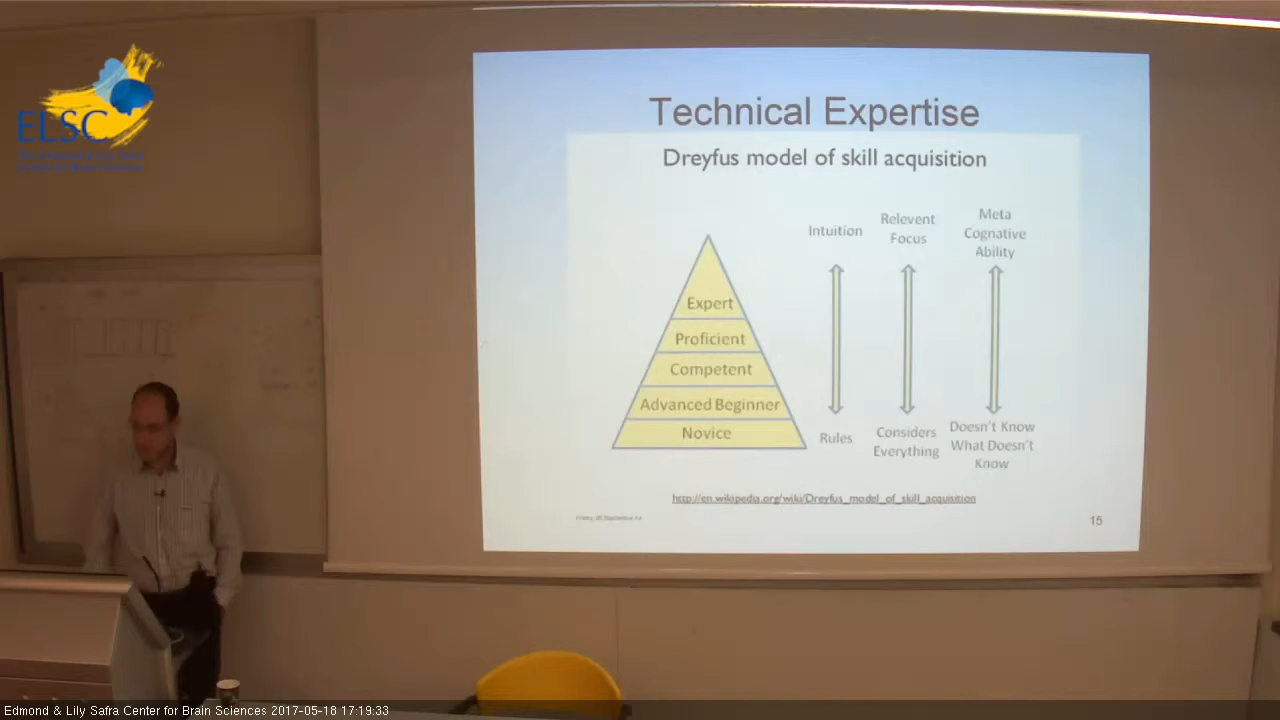 ELSC
Technical Expertise
Dreyfus model of skill acquisition
Intuition
Relevent
Focus
Meta
Cognative
Ability
Expert
Proficient
Competent
Advanced Beginner
Novice
Rules
Considers
Everything
Doesn't Know
What Doesn't
Know
http://en.wikipedia.org/wiki/Dreyfus_model_of_skill_acquisition
15
Edmond & Lily Safra Center for Brain Sciences 2017-05-18 17:19:33